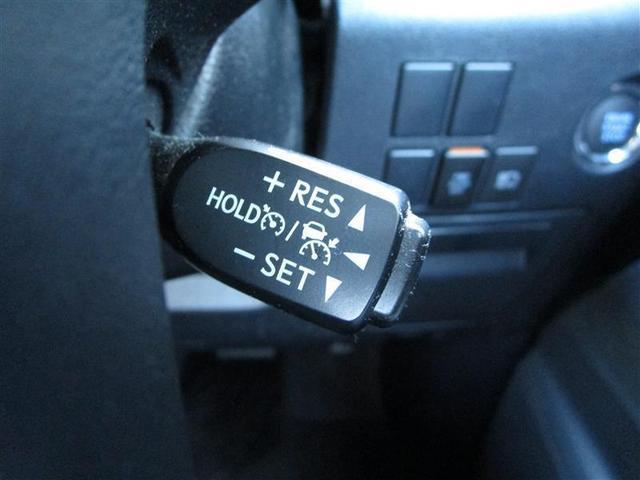 + RES
HOLD /
− SET